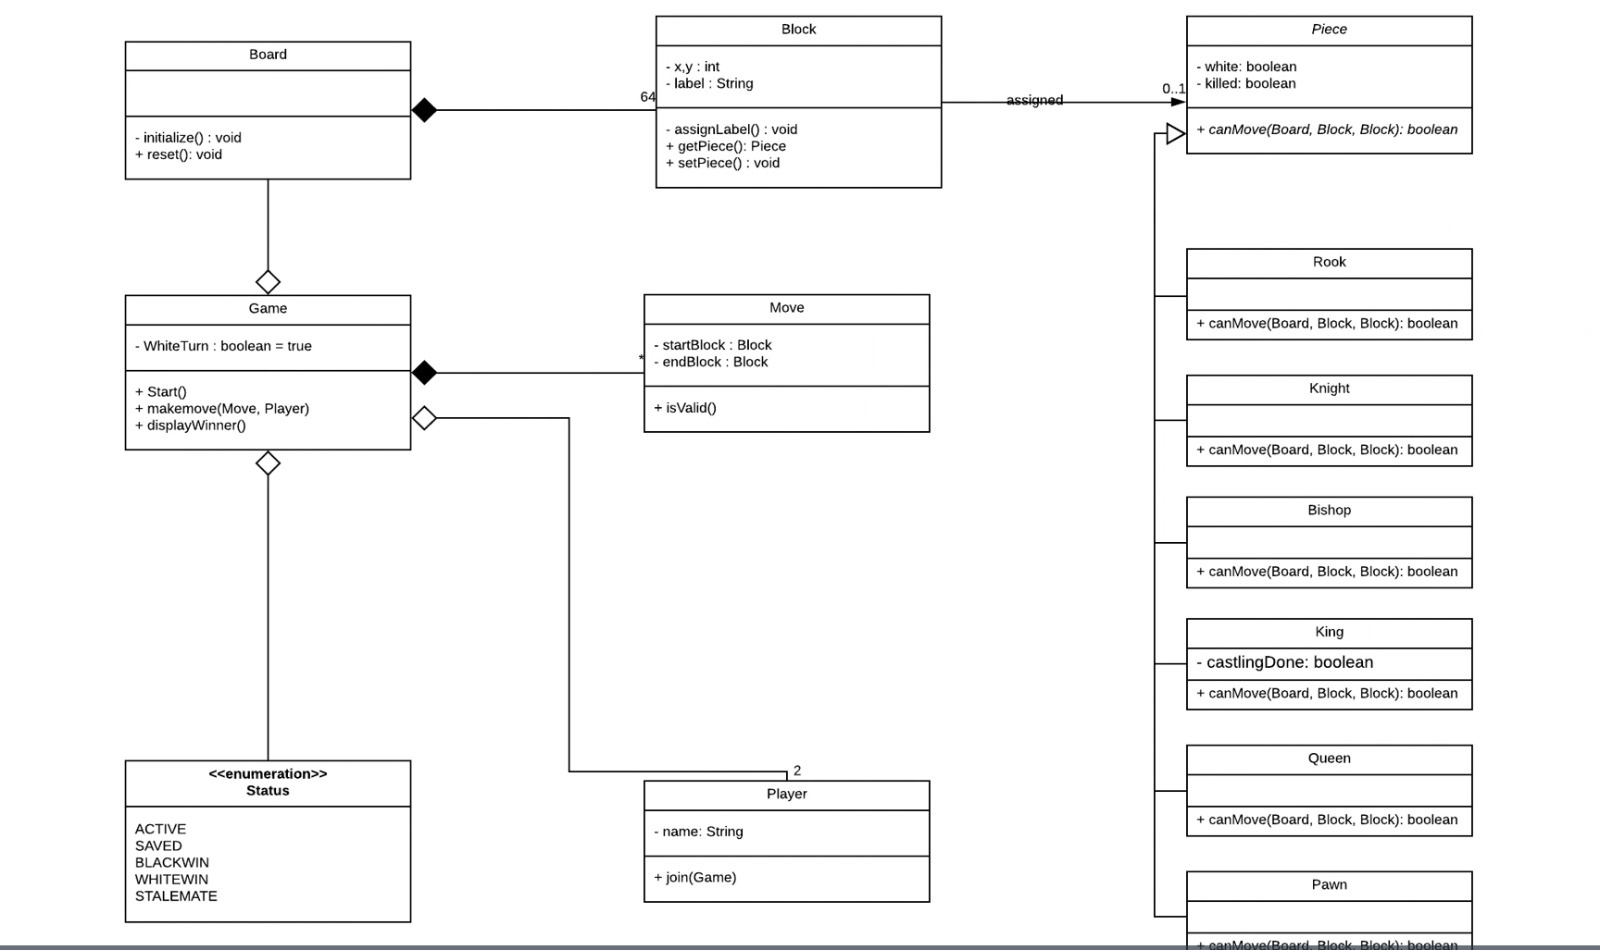 Board
- initialize() : void
+ reset(): void
64
Block
- x,y : int
- label : String
- assignLabel() : void
+ getPiece(): Piece
+ setPiece() : void
assigned
0..1
Piece
- white: boolean
- killed: boolean
+ canMove(Board, Block, Block): boolean
Game
- WhiteTurn : boolean = true
+ Start()
+ makemove(Move, Player)
+ displayWinner()
*
Move
- startBlock : Block
- endBlock : Block
+ isValid()
Rook
+ canMove(Board, Block, Block): boolean
Knight
+ canMove(Board, Block, Block): boolean
Bishop
+ canMove(Board, Block, Block): boolean
King
- castlingDone: boolean
+ canMove(Board, Block, Block): boolean
Queen
+ canMove(Board, Block, Block): boolean
Pawn
+ canMove(Board, Block, Block): boolean
<<enumeration>>
Status
ACTIVE
SAVED
BLACKWIN
WHITEWIN
STALEMATE
2
Player
- name: String
+ join(Game)